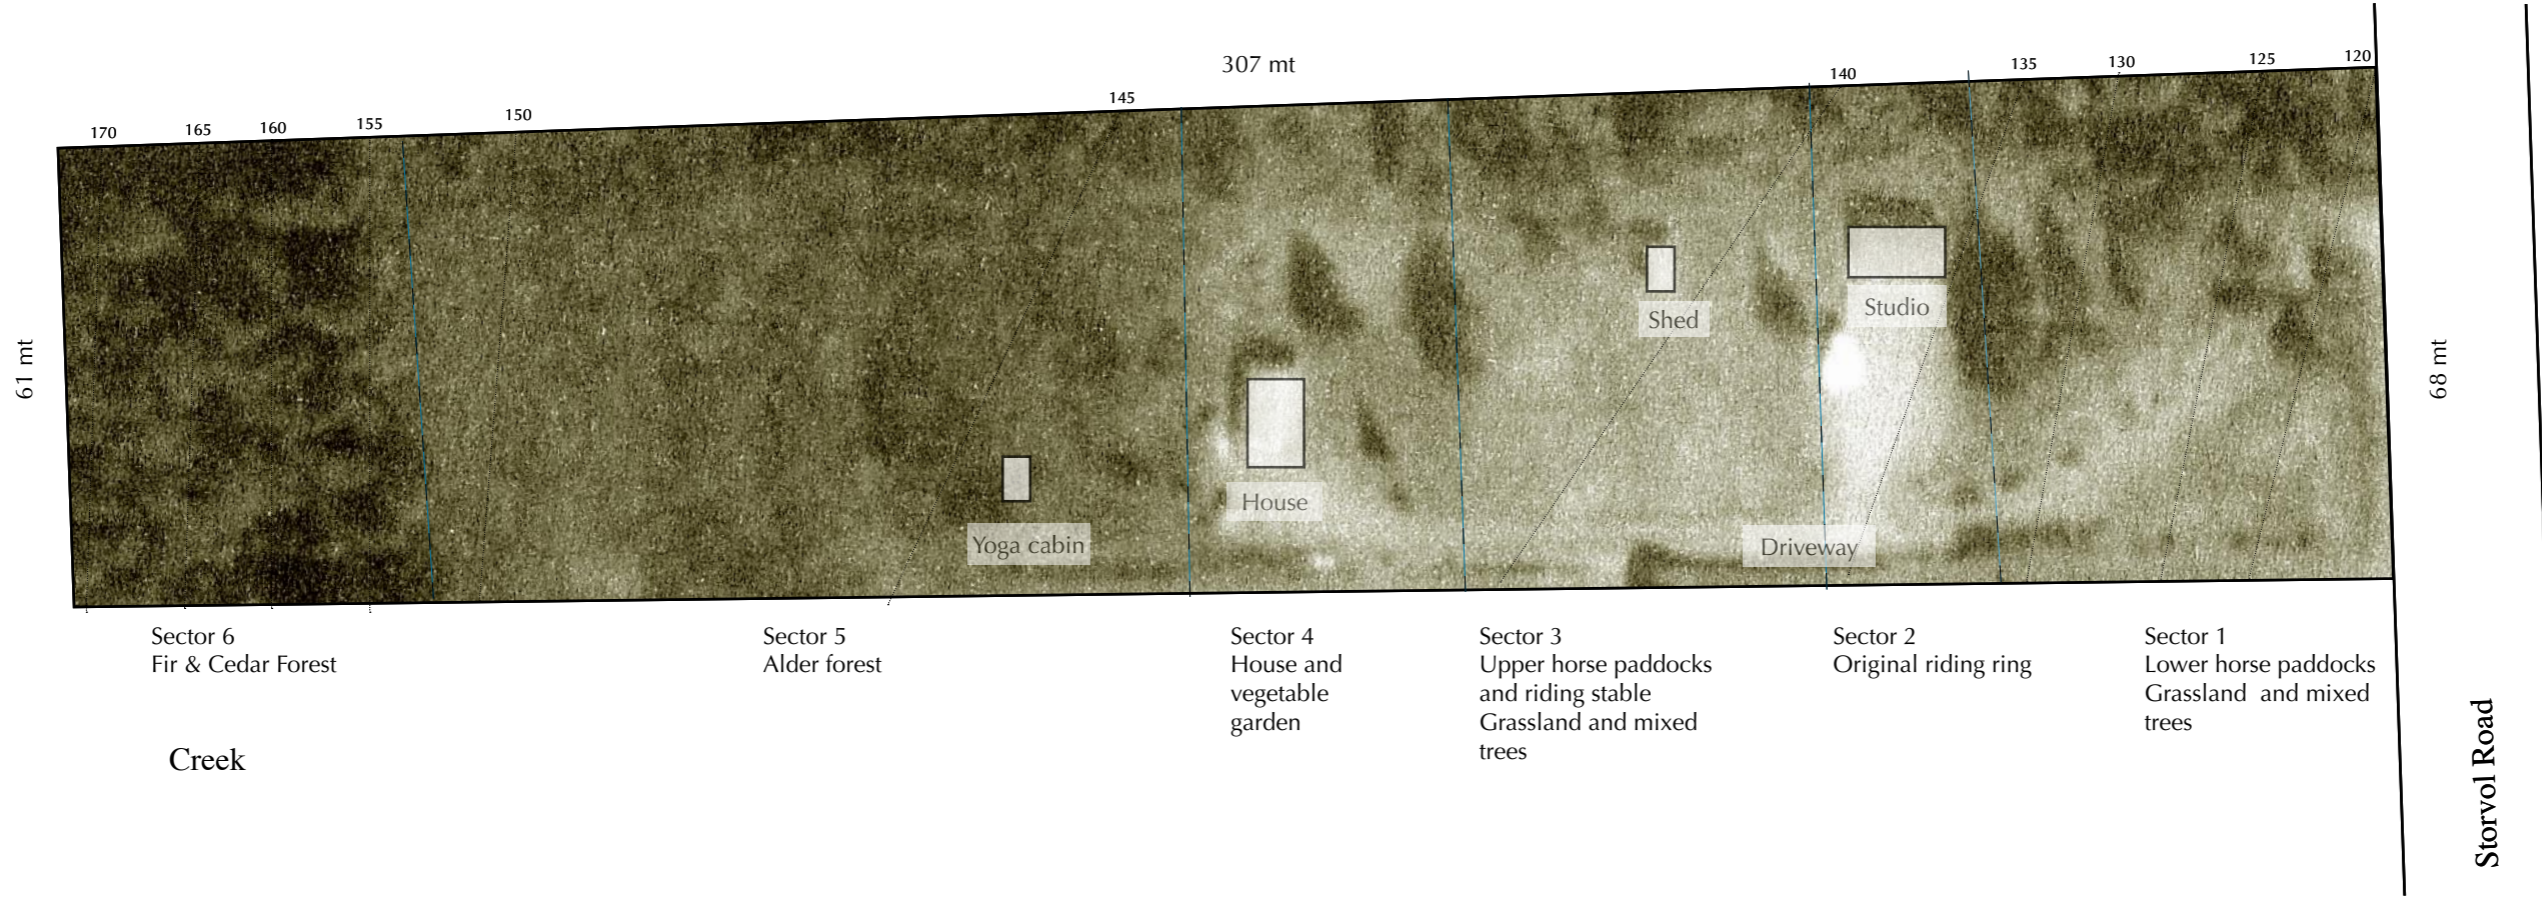 307 mt
170
165
160
155
150
145
140
135
130
125
120
61 mt
68 mt
Shed
Studio
House
Yoga cabin
Driveway
Sector 6
Fir & Cedar Forest
Sector 5
Alder forest
Sector 4
House and
vegetable
garden
Sector 3
Upper horse paddocks
and riding stable
Grassland and mixed
trees
Sector 2
Original riding ring
Sector 1
Lower horse paddocks
Grassland  and mixed
trees
Creek
Storvol Road